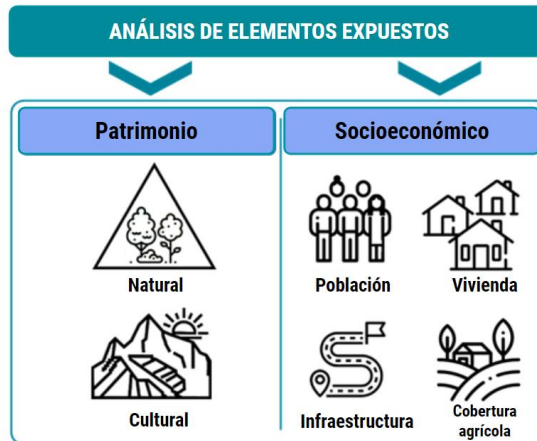 ANÁLISIS DE ELEMENTOS EXPUESTOS
Patrimonio
Socioeconómico
Natural
Población
Vivienda
Cultural
Infraestructura
Cobertura
agrícola